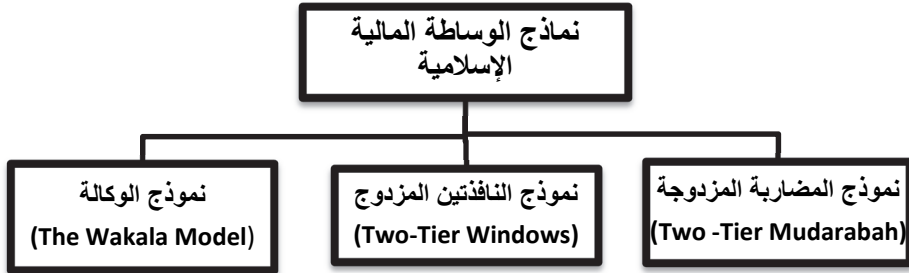 نماذج الوساطة المالية
الإسلامية
نموذج المضاربة المزدوجة
(Two -Tier Mudarabah)
نموذج النافذتين المزدوج
(Two-Tier Windows)
نموذج الوكالة
(The Wakala Model)